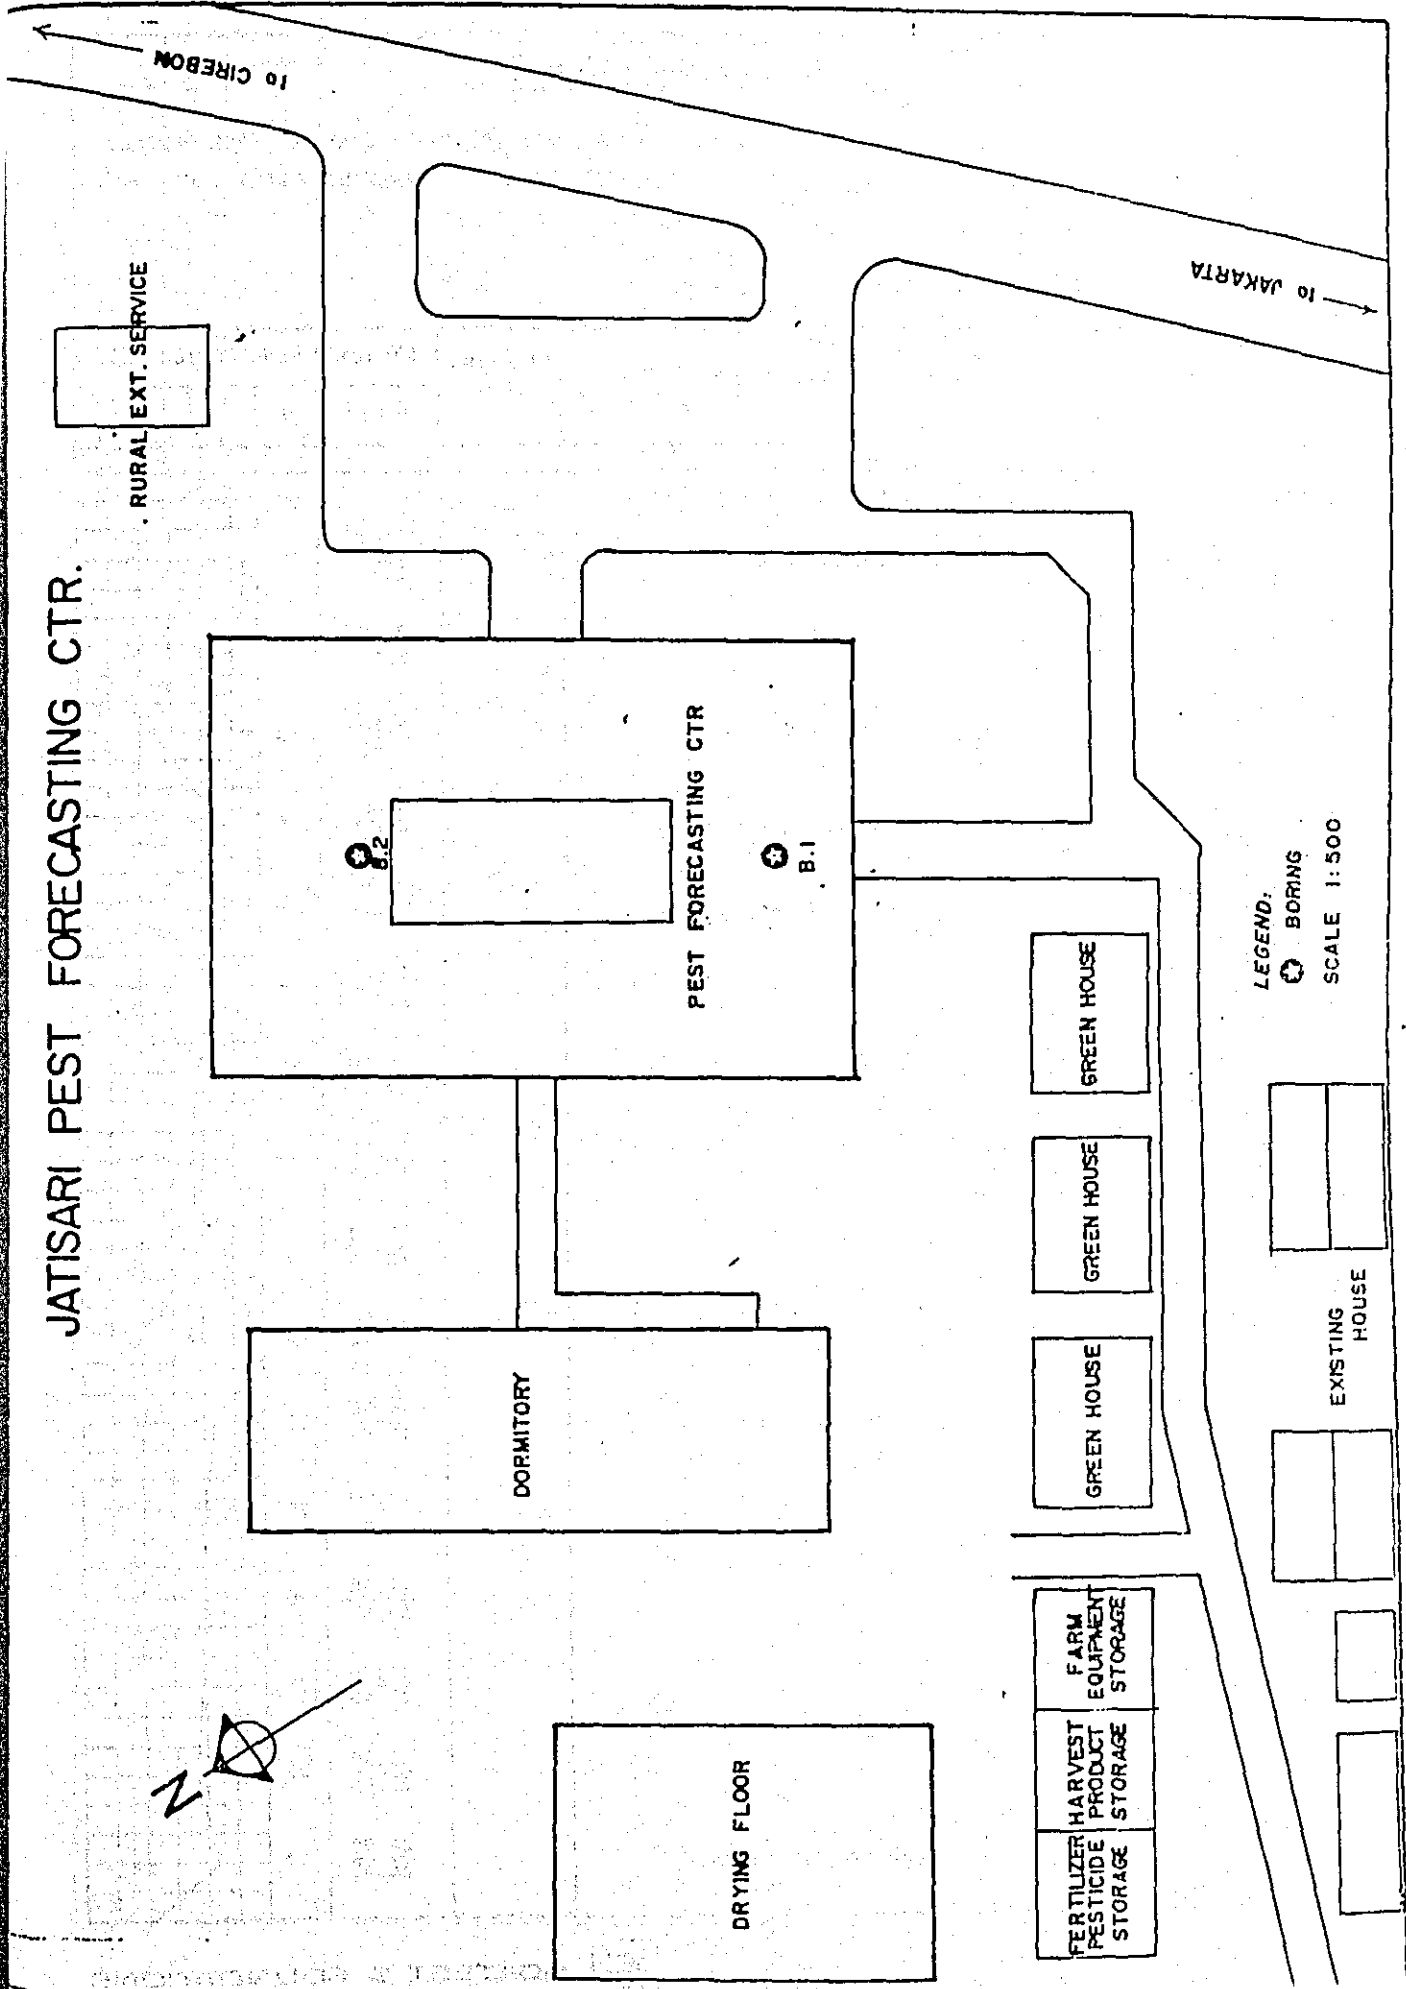 JATISARI PEST FORECASTING CTR.
N
to CIREBON
. RURAL EXT. SERVICE
to JAKARTA
B.2
PEST FORECASTING CTR
B.1
DORMITORY
DRYING FLOOR
GREEN HOUSE
GREEN HOUSE
GREEN HOUSE
FERTILIZER
PESTICIDE
STORAGE
HARVEST
PRODUCT
STORAGE
FARM
EQUIPMENT
STORAGE
EXISTING
HOUSE
LEGEND:
BORING
SCALE 1:500